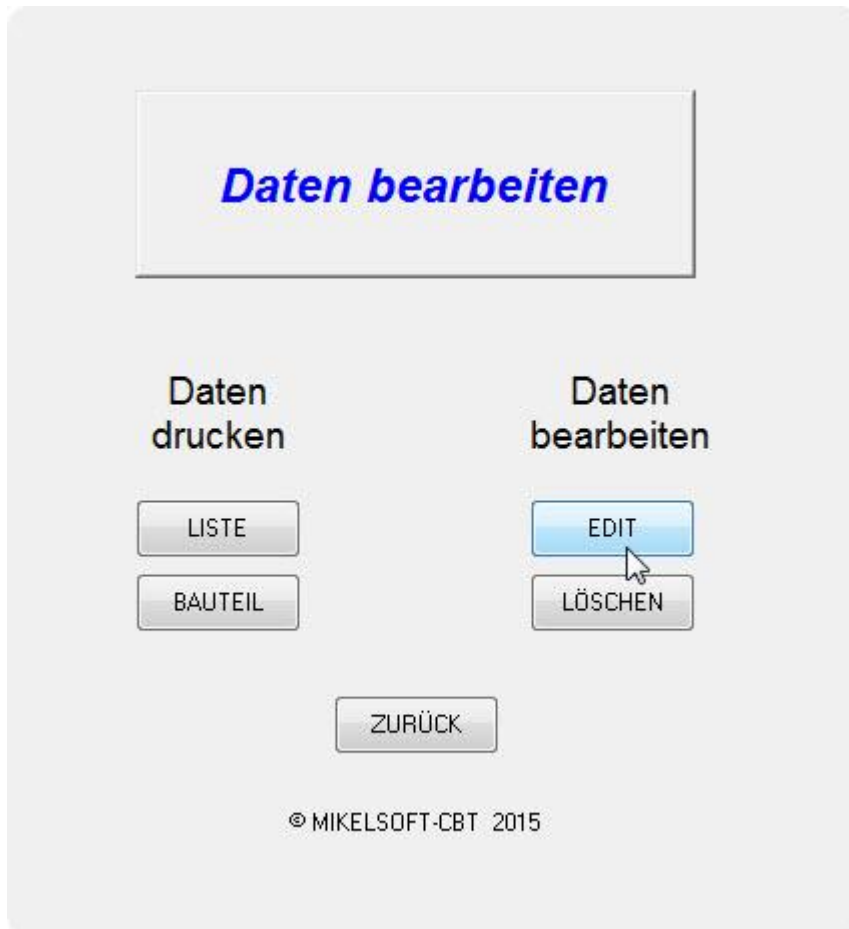 Daten bearbeiten
Daten
drucken
LISTE
BAUTEIL
Daten
bearbeiten
EDIT
LÖSCHEN
ZURÜCK
© MIKELSOFT-CBT 2015